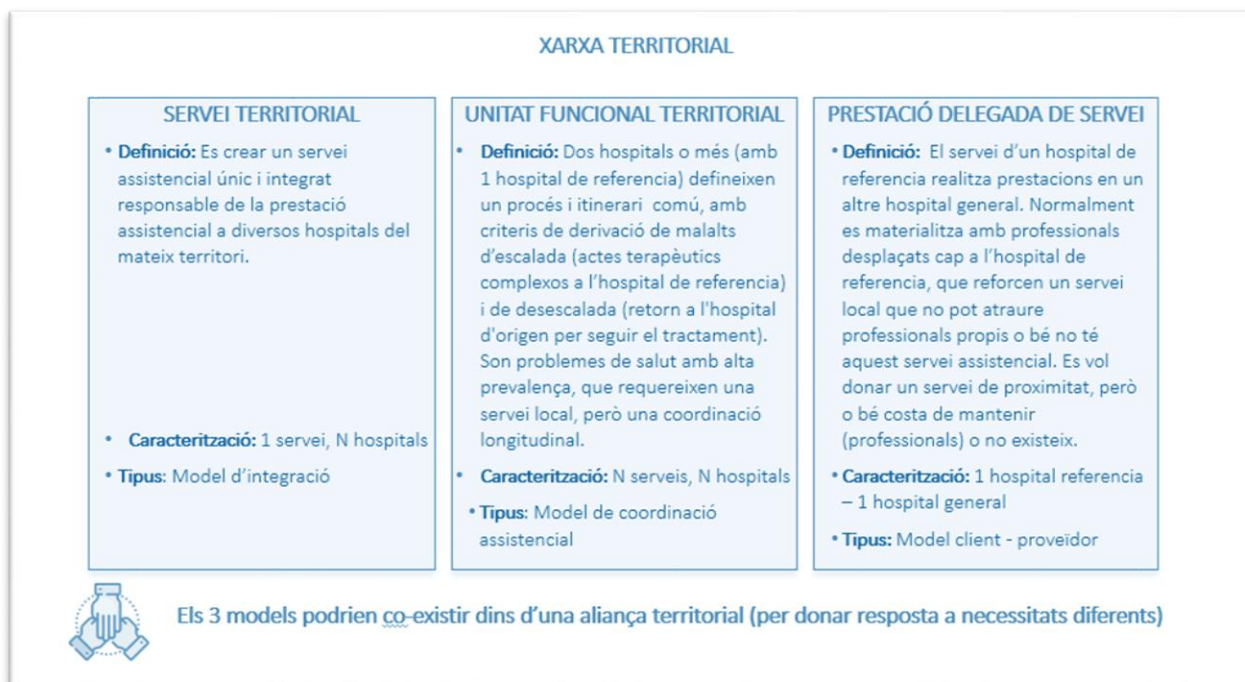 XARXA TERRITORIAL
SERVEI TERRITORIAL
• Definició: Es crear un servei
assistencial únic i integrat
responsable de la prestació
assistencial a diversos hospitals del
mateix territori.
• Caracterització: 1 servei, N hospitals
• Tipus: Model d’integració
UNITAT FUNCIONAL TERRITORIAL
• Definició: Dos hospitals o més (amb
1 hospital de referencia) defineixen
un procés i itinerari comú, amb
criteris de derivació de malalts
d’escalada (actes terapèutics
complexos a l’hospital de referencia)
i de desescalada (retorn a l'hospital
d'origen per seguir el tractament).
Son problemes de salut amb alta
prevalença, que requereixen una
servei local, però una coordinació
longitudinal.
• Caracterització: N serveis, N hospitals
• Tipus: Model de coordinació
assistencial
PRESTACIÓ DELEGADA DE SERVEI
• Definició: El servei d’un hospital de
referencia realitza prestacions en un
altre hospital general. Normalment
es materialitza amb professionals
desplaçats cap a l’hospital de
referencia, que reforcen un servei
local que no pot atraure
professionals propis o bé no té
aquest servei assistencial. Es vol
donar un servei de proximitat, però
o bé costa de mantenir
(professionals) o no existeix.
• Caracterització: 1 hospital referencia
– 1 hospital general
• Tipus: Model client - proveïdor
Els 3 models podrien co-existir dins d’una aliança territorial (per donar resposta a necessitats diferents)